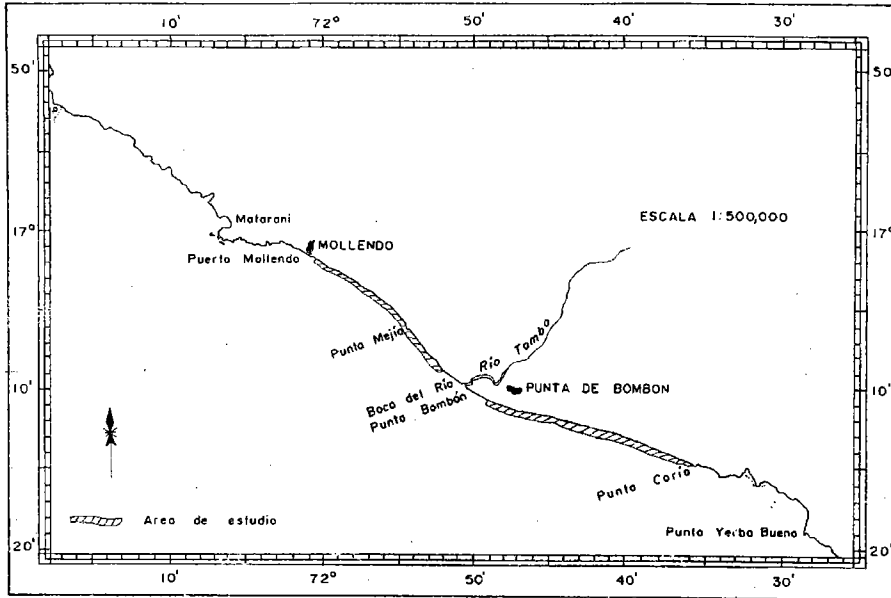 10' 72° 50' 40' 30'
50' 50'
Matarani
ESCALA 1:500,000
17° 17°
MOLLENDO
Puerto Mollendo
Punta Mejía
Río Tambo
10' 10'
Boca del Río
PUNTA DE BOMBON
Punta Bombón
Punta Corío
Area de estudio
Punta Yerba Buena
20' 20'
10' 72° 50' 40' 30'